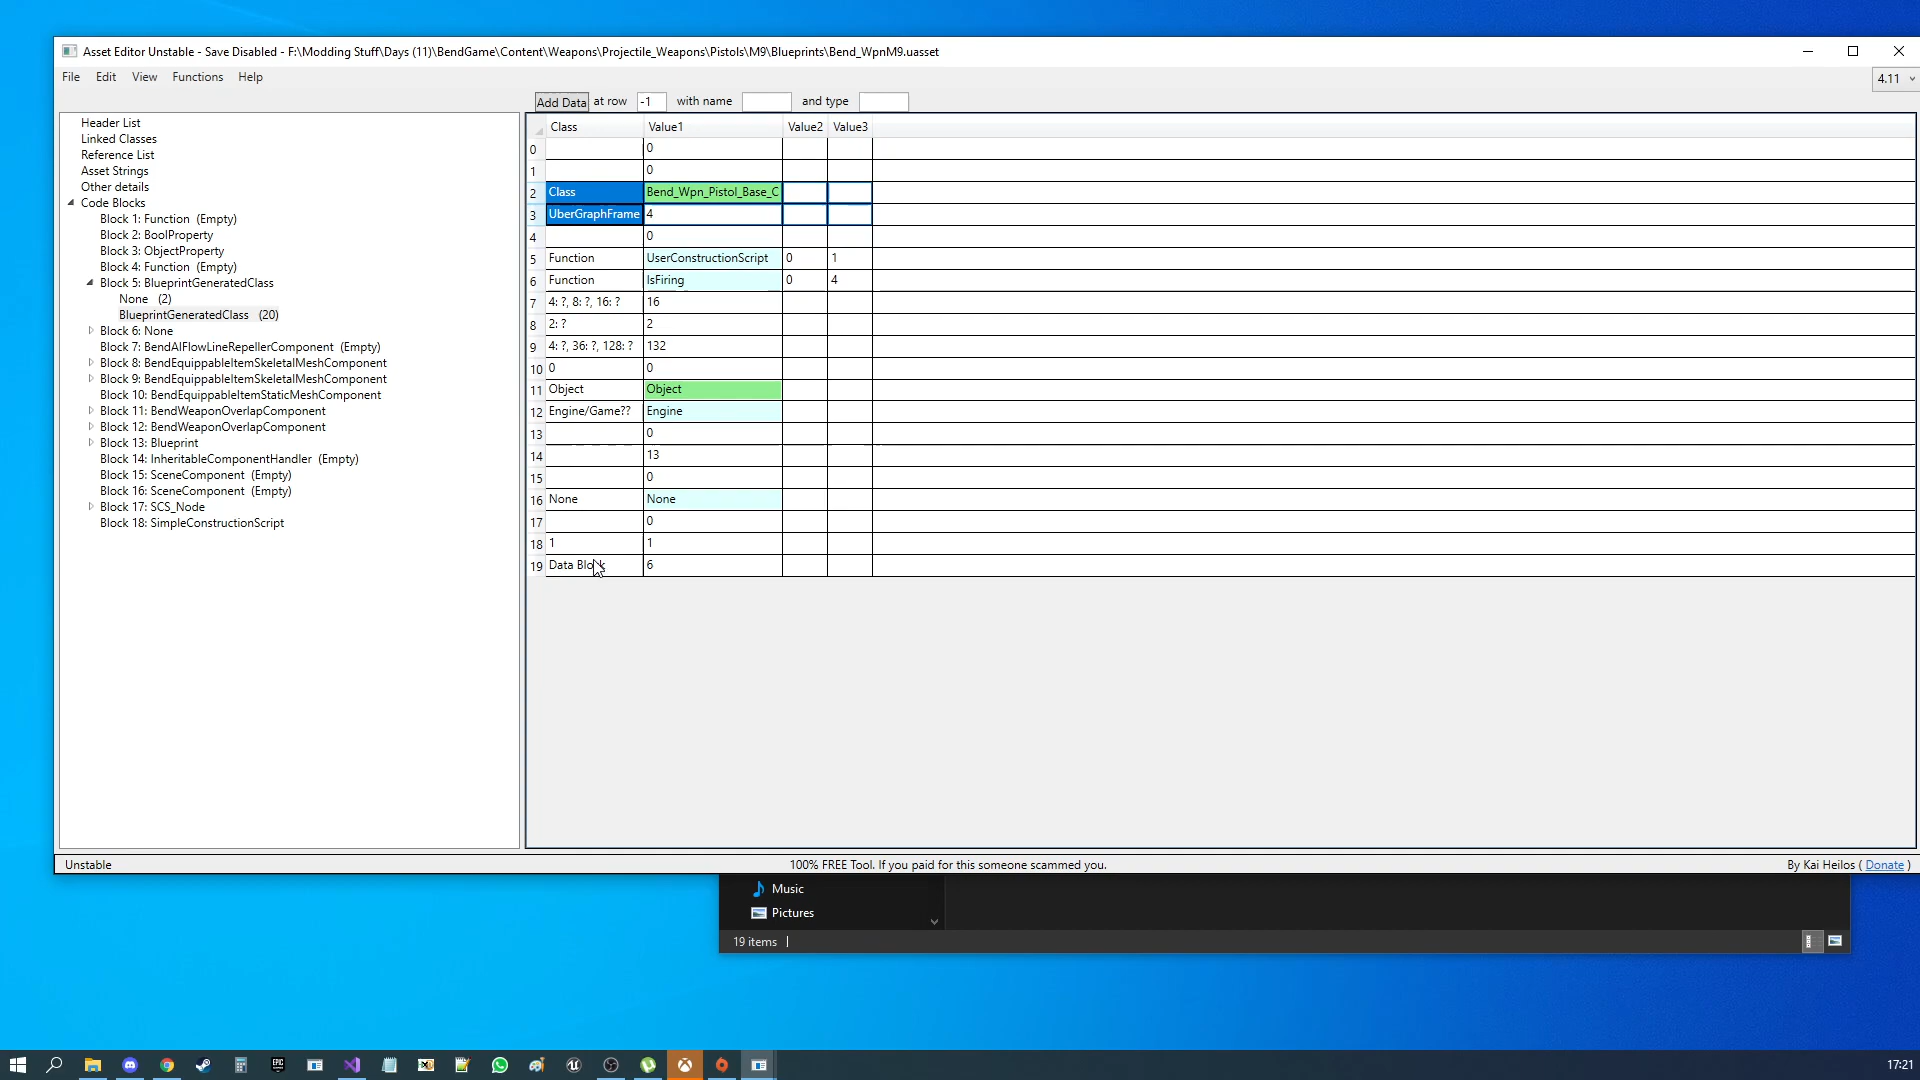 Asset Editor Unstable - Save Disabled - F:\Modding Stuff\Days (11)\BendGame\Content\Weapons\Projectile_Weapons\Pistols\M9\Blueprints\Bend_WpnM9.uasset
File Edit View Functions Help
4.11
Add Data at row -1 with name and type
Header List
Linked Classes
Reference List
Asset Strings
Other details
Code Blocks
Block 1: Function (Empty)
Block 2: BoolProperty
Block 3: ObjectProperty
Block 4: Function (Empty)
Block 5: BlueprintGeneratedClass
None (2)
BlueprintGeneratedClass (20)
Block 6: None
Block 7: BendAIFlowLineRepellerComponent (Empty)
Block 8: BendEquippableItemSkeletalMeshComponent
Block 9: BendEquippableItemSkeletalMeshComponent
Block 10: BendEquippableItemStaticMeshComponent
Block 11: BendWeaponOverlapComponent
Block 12: BendWeaponOverlapComponent
Block 13: Blueprint
Block 14: InheritableComponentHandler (Empty)
Block 15: SceneComponent (Empty)
Block 16: SceneComponent (Empty)
Block 17: SCS_Node
Block 18: SimpleConstructionScript
Class Value1 Value2 Value3
0 0
1 0
2 Class Bend_Wpn_Pistol_Base_C
3 UberGraphFrame 4
4 0
5 Function UserConstructionScript 0 1
6 Function IsFiring 0 4
7 4: ?, 8: ?, 16: ? 16
8 2: ? 2
9 4: ?, 36: ?, 128: ? 132
10 0 0
11 Object Object
12 Engine/Game?? Engine
13 0
14 13
15 0
16 None None
17 0
18 1 1
19 Data Block 6
Unstable
100% FREE Tool. If you paid for this someone scammed you.
By Kai Heilos ( Donate )
Music
Pictures
19 items
EPIC
17:21